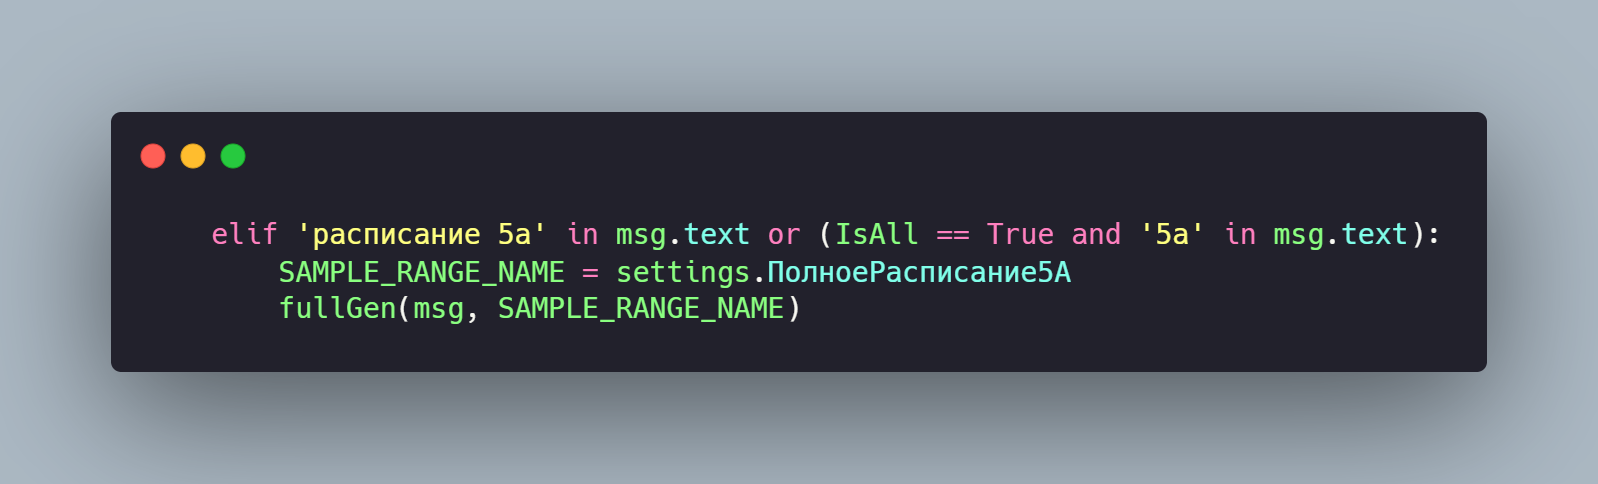 elif 'расписание 5а' in msg.text or (IsAll == True and '5а' in msg.text):
SAMPLE_RANGE_NAME = settings.ПолноеРасписание5А
fullGen(msg, SAMPLE_RANGE_NAME)